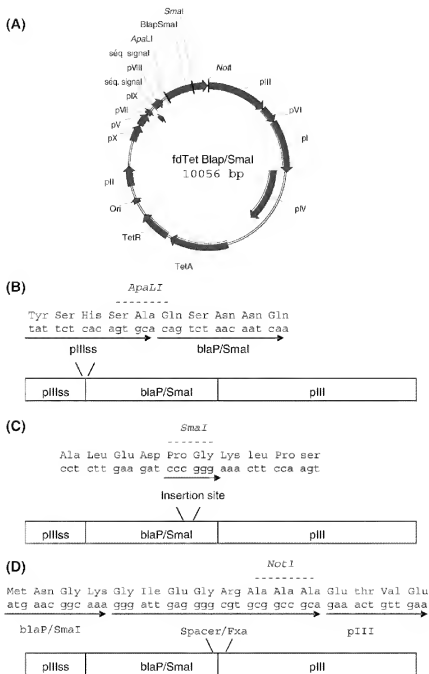 (A)
SmaI
BlapSmaI
ApaLI
séq. signal
pVIII
séq. signal
pIX
pVII
pV
pX
pII
Ori
TetR
TetA
NotI
pIII
pVI
pI
pIV
fdTet Blap/SmaI
10056 bp
(B)
ApaLI
Tyr Ser His Ser Ala Gln Ser Asn Asn Gln
tat tct cac agt gca cag tct aac aat caa
pIIIss blaP/SmaI
pIIIss blaP/SmaI pIII
(C)
SmaI
Ala Leu Glu Asp Pro Gly Lys leu Pro ser
cct ctt gaa gat ccc ggg aaa ctt cca agt
Insertion site
pIIIss blaP/SmaI pIII
(D)
Not1
Met Asn Gly Lys Gly Ile Glu Gly Arg Ala Ala Ala Glu thr Val Glu
atg aac ggc aaa ggg att gag ggg cgt gcg gcc gca gaa act gtt gaa
blaP/SmaI Spacer/Fxa pIII
pIIIss blaP/SmaI pIII